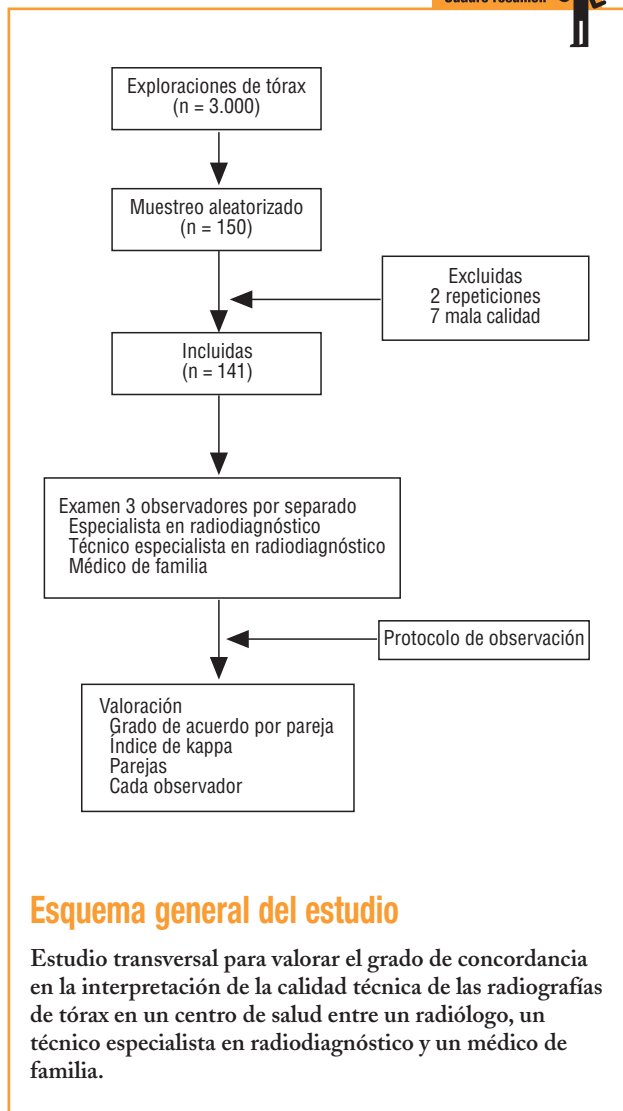 Cuadro resumen
Exploraciones de tórax
(n = 3.000)
Muestreo aleatorizado
(n = 150)
Excluidas
2 repeticiones
7 mala calidad
Incluidas
(n = 141)
Examen 3 observadores por separado
Especialista en radiodiagnóstico
Técnico especialista en radiodiagnóstico
Médico de familia
Protocolo de observación
Valoración
Grado de acuerdo por pareja
Índice de kappa
Parejas
Cada observador
Esquema general del estudio
Estudio transversal para valorar el grado de concordancia
en la interpretación de la calidad técnica de las radiografías
de tórax en un centro de salud entre un radiólogo, un
técnico especialista en radiodiagnóstico y un médico de
familia.